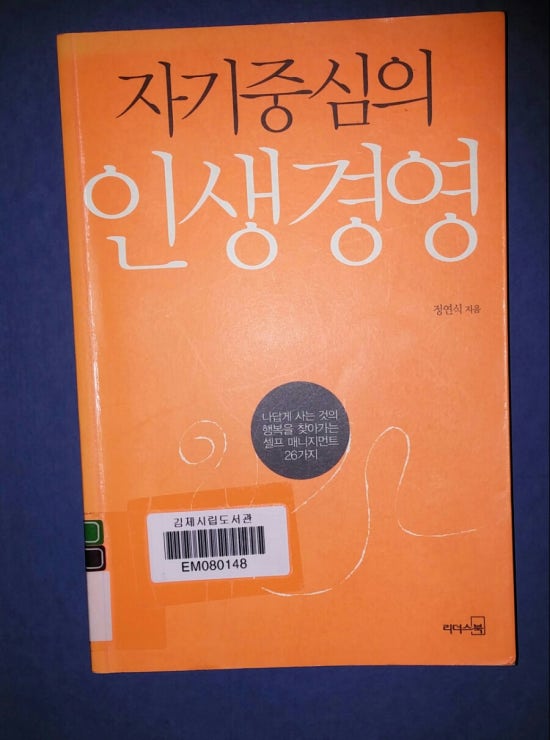 자기중심의
인생경영
정연식 지음
나답게 사는 것의
행복을 찾아가는
셀프 매니지먼트
26가지
김제시립도서관
EM080148
리더스북